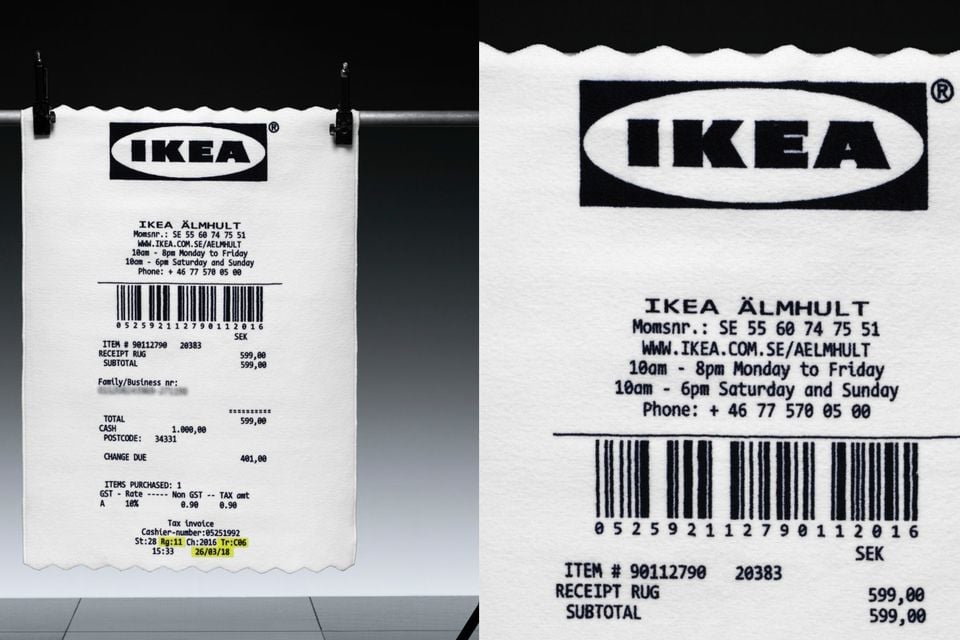 IKEA®
IKEA ÄLMHULT
Momsnr.: SE 55 60 74 75 51
WWW.IKEA.COM.SE/AELMHULT
10am - 8pm Monday to Friday
10am - 6pm Saturday and Sunday
Phone: + 46 77 570 05 00
0525921127901122016
SEK
ITEM # 90112790 20383
RECEIPT RUG 599,00
SUBTOTAL 599,00
Family/Business nr:
==========
TOTAL 599,00
CASH 1.000,00
POSTCODE: 34331
CHANGE DUE 401,00
ITEMS PURCHASED: 1
GST - Rate ----- Non GST -- TAX amt
A 10% 0.90 0.90
Tax invoice
Cashier-number:05251992
St:28 Rg:11 Ch:2016 Tr:C06
15:33 26/03/18
IKEA®
IKEA ÄLMHULT
Momsnr.: SE 55 60 74 75 51
WWW.IKEA.COM.SE/AELMHULT
10am - 8pm Monday to Friday
10am - 6pm Saturday and Sunday
Phone: + 46 77 570 05 00
0525921127901122016
SEK
ITEM # 90112790 20383
RECEIPT RUG 599,00
SUBTOTAL 599,00